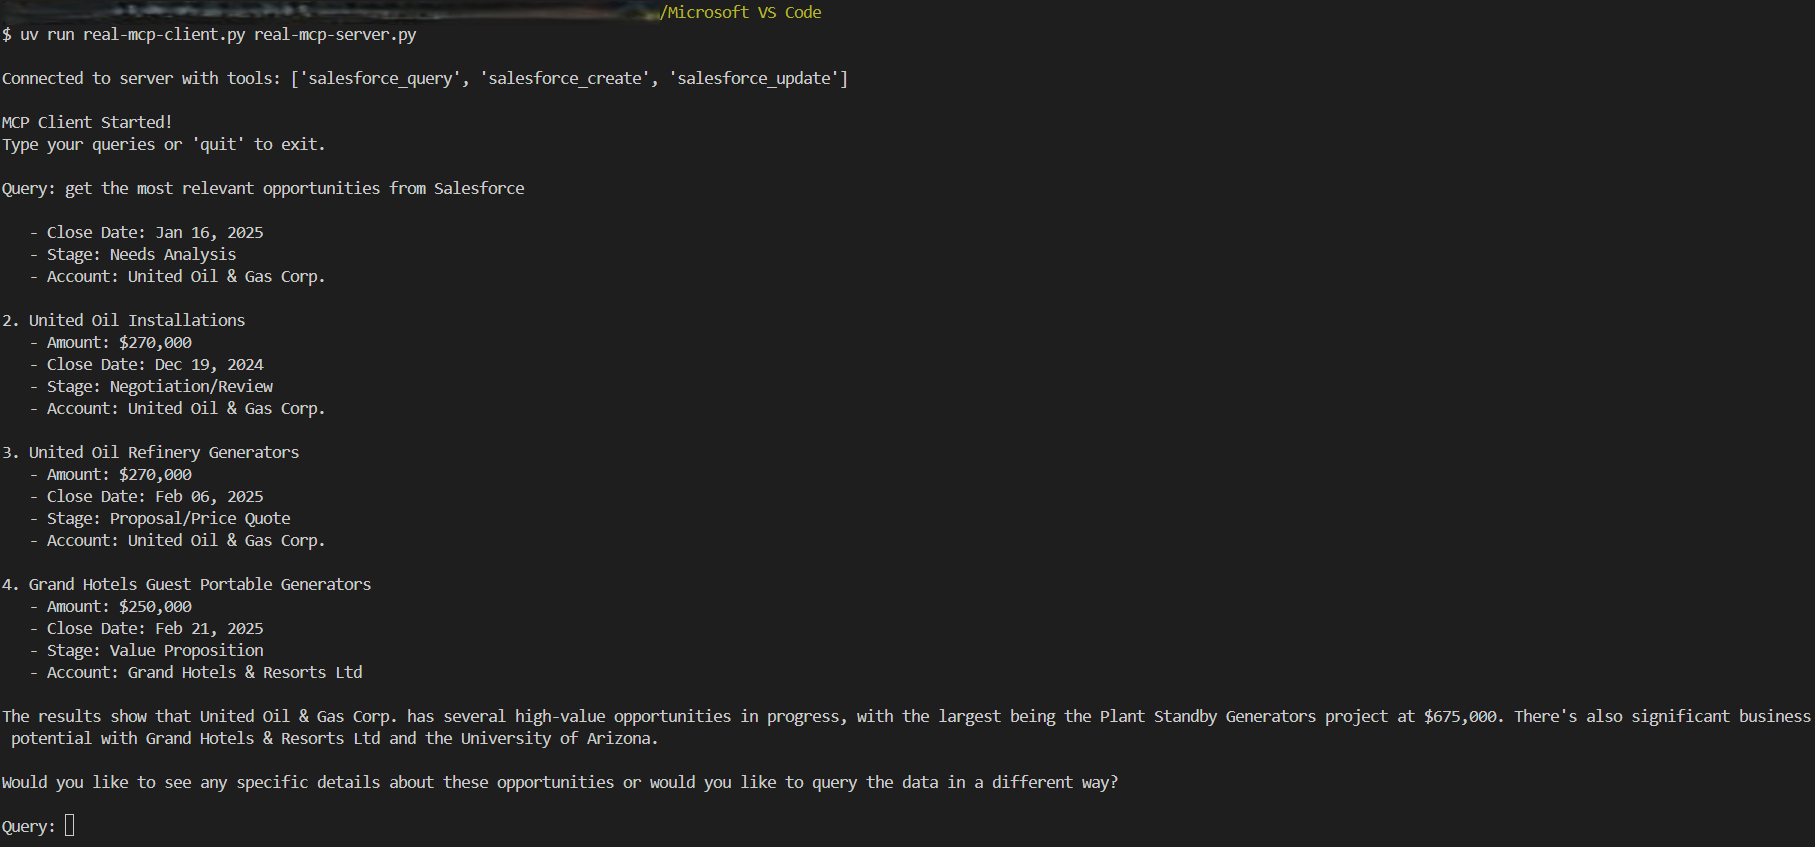 /Microsoft VS Code
$ uv run real-mcp-client.py real-mcp-server.py
Connected to server with tools: ['salesforce_query', 'salesforce_create', 'salesforce_update']
MCP Client Started!
Type your queries or 'quit' to exit.
Query: get the most relevant opportunities from Salesforce
- Close Date: Jan 16, 2025
- Stage: Needs Analysis
- Account: United Oil & Gas Corp.
2. United Oil Installations
- Amount: $270,000
- Close Date: Dec 19, 2024
- Stage: Negotiation/Review
- Account: United Oil & Gas Corp.
3. United Oil Refinery Generators
- Amount: $270,000
- Close Date: Feb 06, 2025
- Stage: Proposal/Price Quote
- Account: United Oil & Gas Corp.
4. Grand Hotels Guest Portable Generators
- Amount: $250,000
- Close Date: Feb 21, 2025
- Stage: Value Proposition
- Account: Grand Hotels & Resorts Ltd
The results show that United Oil & Gas Corp. has several high-value opportunities in progress, with the largest being the Plant Standby Generators project at $675,000. There's also significant business
potential with Grand Hotels & Resorts Ltd and the University of Arizona.
Would you like to see any specific details about these opportunities or would you like to query the data in a different way?
Query: